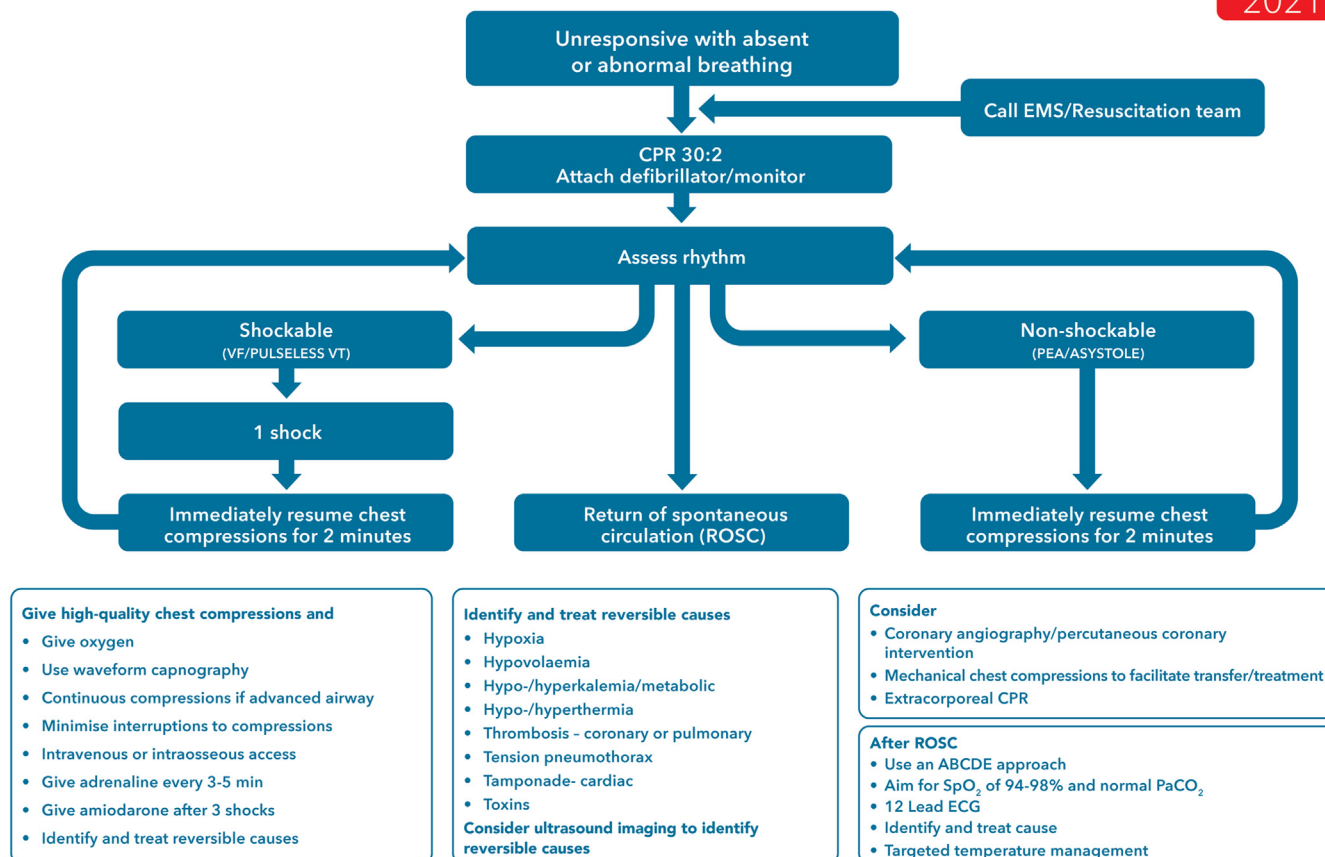 2021
Unresponsive with absent
or abnormal breathing
Call EMS/Resuscitation team
CPR 30:2
Attach defibrillator/monitor
Assess rhythm
Shockable
(VF/PULSELESS VT)
Non-shockable
(PEA/ASYSTOLE)
1 shock
Immediately resume chest
compressions for 2 minutes
Return of spontaneous
circulation (ROSC)
Immediately resume chest
compressions for 2 minutes
Give high-quality chest compressions and
• Give oxygen
• Use waveform capnography
• Continuous compressions if advanced airway
• Minimise interruptions to compressions
• Intravenous or intraosseous access
• Give adrenaline every 3-5 min
• Give amiodarone after 3 shocks
• Identify and treat reversible causes
Identify and treat reversible causes
• Hypoxia
• Hypovolaemia
• Hypo-/hyperkalemia/metabolic
• Hypo-/hyperthermia
• Thrombosis – coronary or pulmonary
• Tension pneumothorax
• Tamponade- cardiac
• Toxins
Consider ultrasound imaging to identify
reversible causes
Consider
• Coronary angiography/percutaneous coronary
intervention
• Mechanical chest compressions to facilitate transfer/treatment
• Extracorporeal CPR
After ROSC
• Use an ABCDE approach
• Aim for SpO₂ of 94-98% and normal PaCO₂
• 12 Lead ECG
• Identify and treat cause
• Targeted temperature management